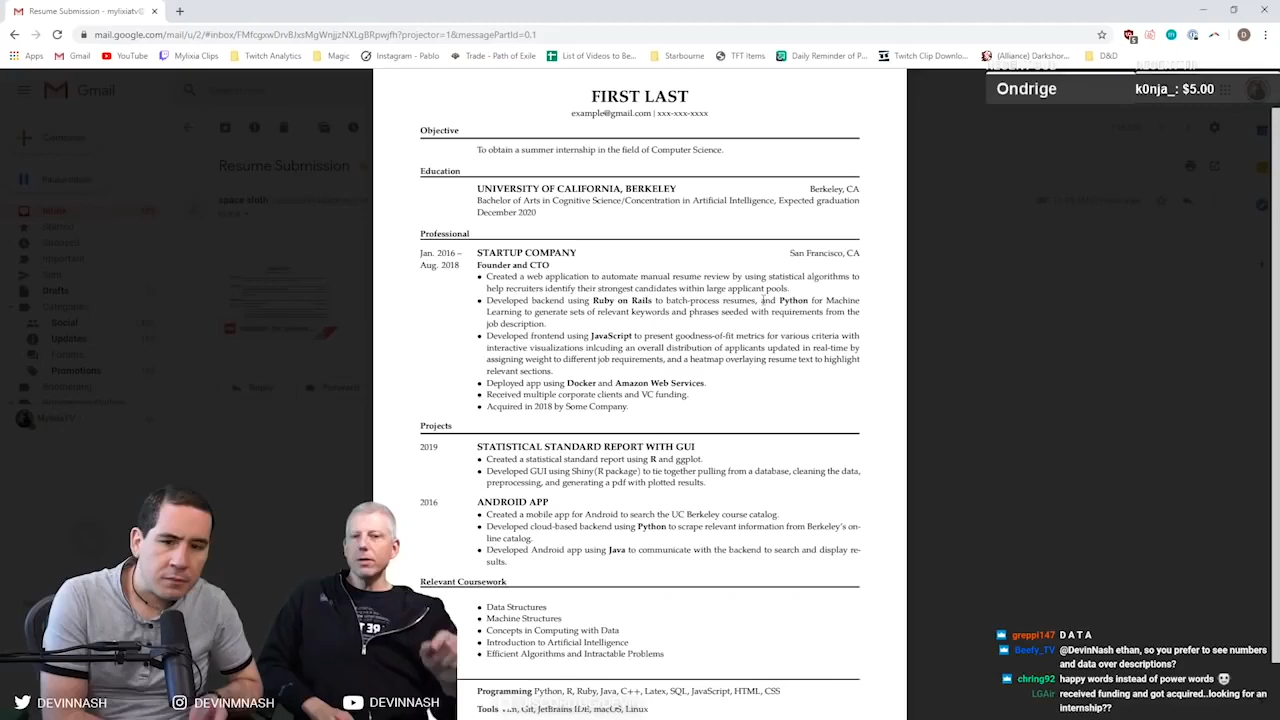 Resume Submission - mylixiatv@
mail.google.com/mail/u/2/#inbox/FMfcgxwDrvBJxsMgWnjjzNXLgBRpwjfh?projector=1&messagePartId=0.1
Apps Gmail YouTube Mylixia Clips Twitch Analytics Magic Instagram - Pablo Trade - Path of Exile List of Videos to Be... Starbourne TFT Items Daily Reminder of P... Twitch Clip Downlo... (Alliance) Darkshor... D&D
Gmail
Ondrige
k0nja_: $5.00
Compose
Resume Submission
space sloth
Social
Updates
Forums
Reply
Forward
FIRST LAST
example@gmail.com | xxx-xxx-xxxx
Objective
To obtain a summer internship in the field of Computer Science.
Education
UNIVERSITY OF CALIFORNIA, BERKELEY Berkeley, CA
Bachelor of Arts in Cognitive Science/Concentration in Artificial Intelligence, Expected graduation
December 2020
Professional
Jan. 2016 – STARTUP COMPANY San Francisco, CA
Aug. 2018 Founder and CTO
• Created a web application to automate manual resume review by using statistical algorithms to
help recruiters identify their strongest candidates within large applicant pools.
• Developed backend using Ruby on Rails to batch-process resumes, and Python for Machine
Learning to generate sets of relevant keywords and phrases seeded with requirements from the
job description.
• Developed frontend using JavaScript to present goodness-of-fit metrics for various criteria with
interactive visualizations inlcuding an overall distribution of applicants updated in real-time by
assigning weight to different job requirements, and a heatmap overlaying resume text to highlight
relevant sections.
• Deployed app using Docker and Amazon Web Services.
• Received multiple corporate clients and VC funding.
• Acquired in 2018 by Some Company.
Projects
2019 STATISTICAL STANDARD REPORT WITH GUI
• Created a statistical standard report using R and ggplot.
• Developed GUI using Shiny(R package) to tie together pulling from a database, cleaning the data,
preprocessing, and generating a pdf with plotted results.
2016 ANDROID APP
• Created a mobile app for Android to search the UC Berkeley course catalog.
• Developed cloud-based backend using Python to scrape relevant information from Berkeley's on-
line catalog.
• Developed Android app using Java to communicate with the backend to search and display re-
sults.
Relevant Coursework
• Data Structures
• Machine Structures
• Concepts in Computing with Data
• Introduction to Artificial Intelligence
• Efficient Algorithms and Intractable Problems
Programming Python, R, Ruby, Java, C++, Latex, SQL, JavaScript, HTML, CSS
Tools Vim, Git, JetBrains IDE, macOS, Linux
greppi147 D A T A
Beefy_TV @DevinNash ethan, so you prefer to see numbers
and data over descriptions?
chring92 happy words instead of power words
LGAir received funding and got acquired..looking for an
internship??
DEVINNASH DEVINNASH DEVINNASH